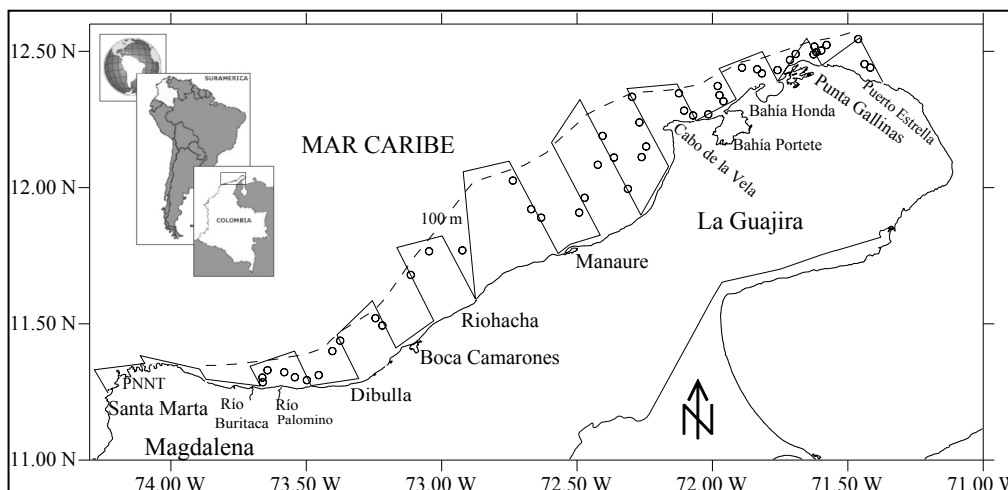 12.50 N
12.00 N
11.50 N
11.00 N
SURAMERICA
COLOMBIA
MAR CARIBE
100 m
Punta Gallinas
Puerto Estrella
Bahía Honda
Bahía Portete
Cabo de la Vela
La Guajira
Manaure
Riohacha
Boca Camarones
Dibulla
PNNT
Santa Marta
Río
Buritaca
Río
Palomino
Magdalena
N
74.00 W
73.50 W
73.00 W
72.50 W
72.00 W
71.50 W
71.00 W